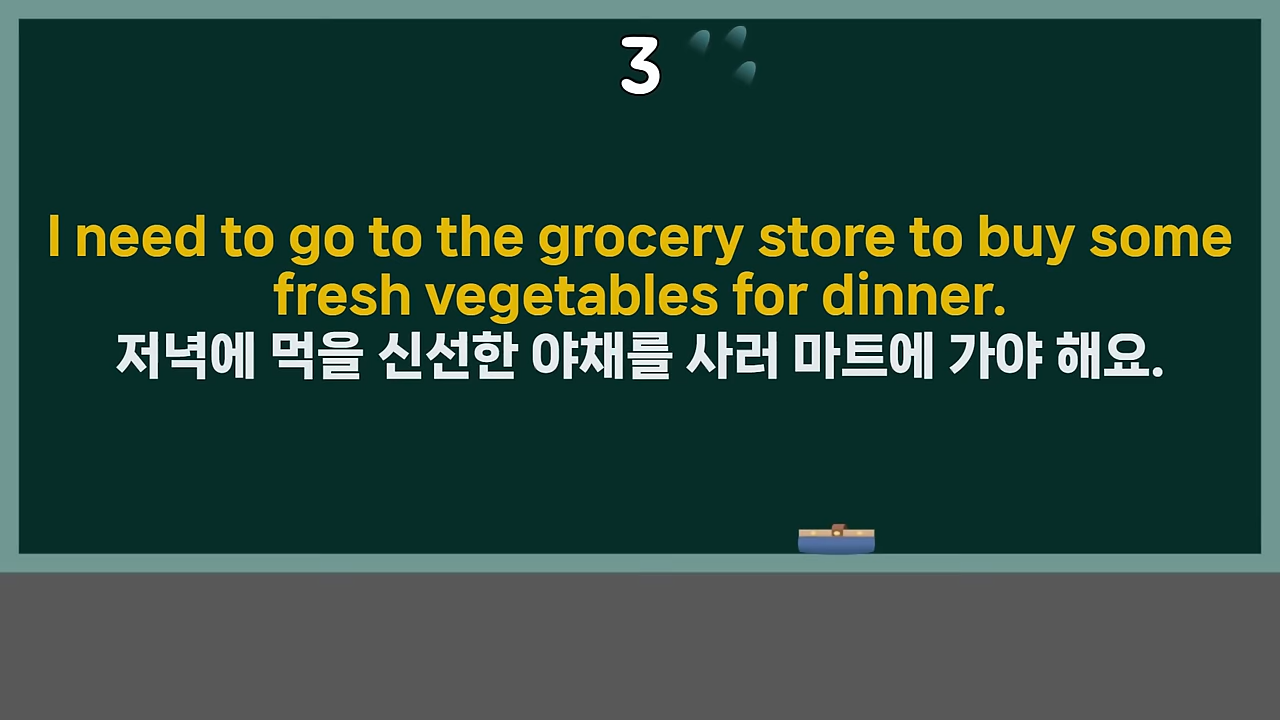 3
I need to go to the grocery store to buy some
fresh vegetables for dinner.
저녁에 먹을 신선한 야채를 사러 마트에 가야 해요.